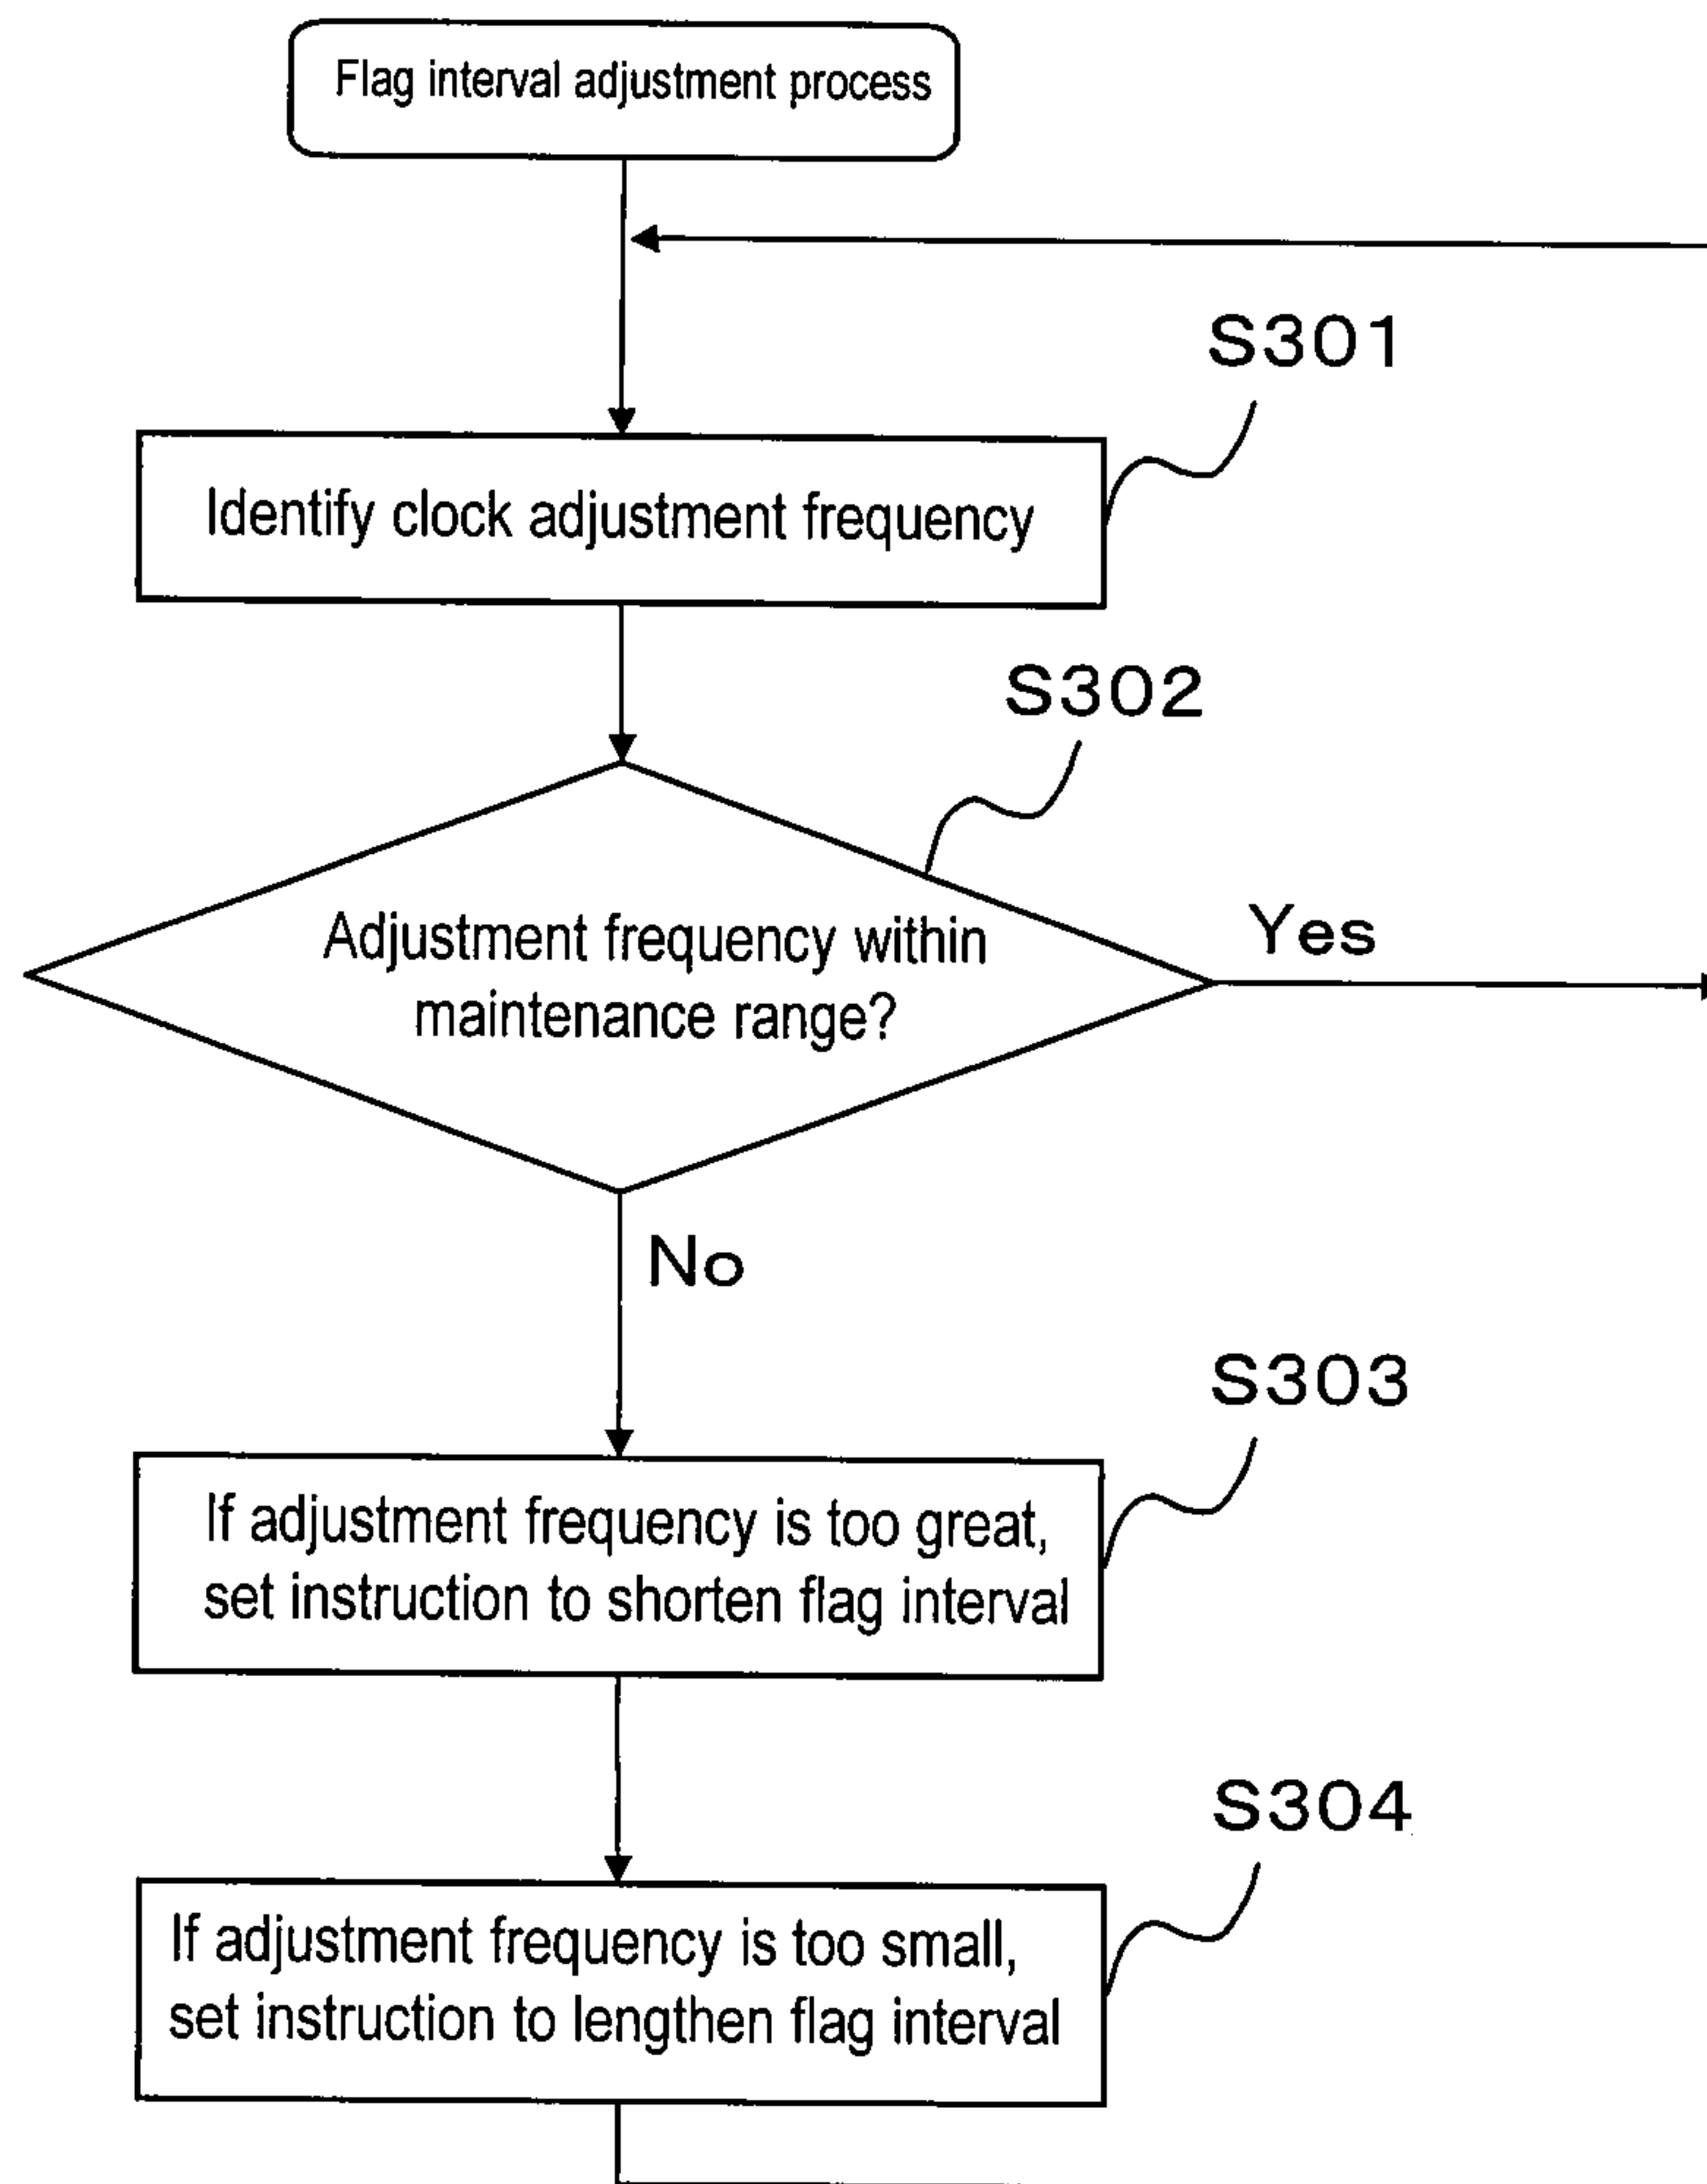 Flag interval adjustment process
S301
Identify clock adjustment frequency
S302
Adjustment frequency within
maintenance range?
Yes
No
S303
If adjustment frequency is too great,
set instruction to shorten flag interval
S304
If adjustment frequency is too small,
set instruction to lengthen flag interval